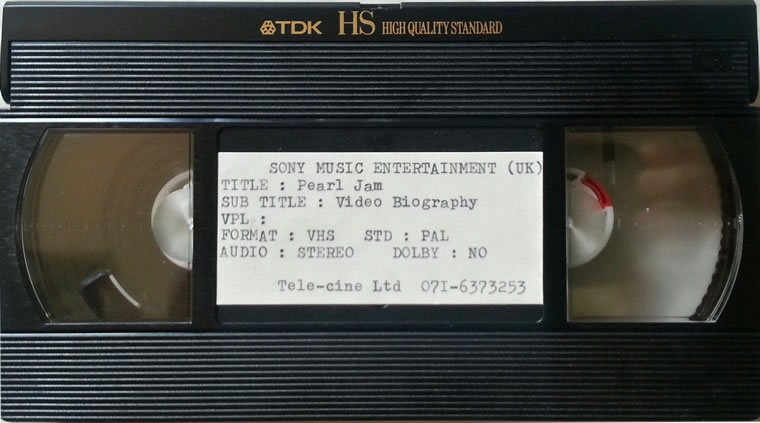 TDK HS HIGH QUALITY STANDARD
SONY MUSIC ENTERTAINMENT (UK)
TITLE : Pearl Jam
SUB TITLE : Video Biography
VPL :
FORMAT : VHS STD : PAL
AUDIO : STEREO DOLBY : NO
Tele-cine Ltd 071-6373253